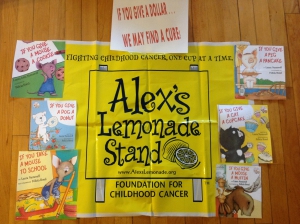 IF YOU GIVE A DOLLAR...
WE MAY FIND A CURE!
FIGHTING CHILDHOOD CANCER, ONE CUP AT A TIME.
ALEX'S
LEMONADE
STAND
www.AlexsLemonade.org
FOUNDATION FOR
CHILDHOOD CANCER
IF YOU GIVE
A MOUSE
A COOKIE
IF YOU GIVE
A DOG A
DONUT
IF YOU TAKE
A MOUSE TO
SCHOOL
IF YOU GIVE A PIG
A PANCAKE
IF YOU GIVE
A CAT A
CUPCAKE
IF YOU GIVE
A MOOSE
A MUFFIN